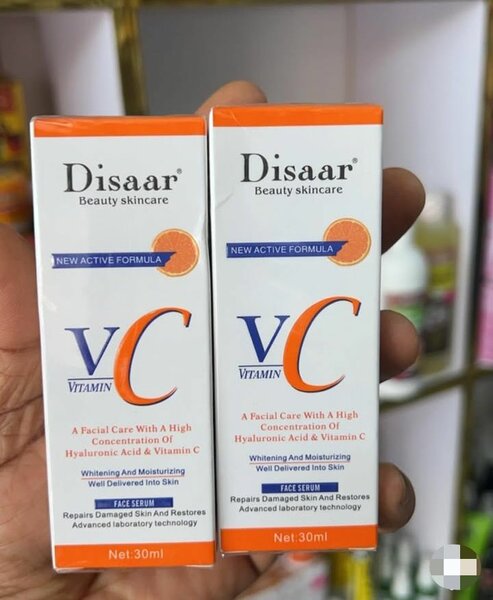 Disaar®
Beauty skincare
NEW ACTIVE FORMULA
VC
VITAMIN
A Facial Care With A High
Concentration Of
Hyaluronic Acid & Vitamin C
Whitening And Moisturizing
Well Delivered Into Skin
FACE SERUM
Repairs Damaged Skin And Restores
Advanced laboratory technology
Net:30ml
Disaar®
Beauty skincare
NEW ACTIVE FORMULA
VC
VITAMIN
A Facial Care With A High
Concentration Of
Hyaluronic Acid & Vitamin C
Whitening And Moisturizing
Well Delivered Into Skin
FACE SERUM
Repairs Damaged Skin And Restores
Advanced laboratory technology
Net:30ml